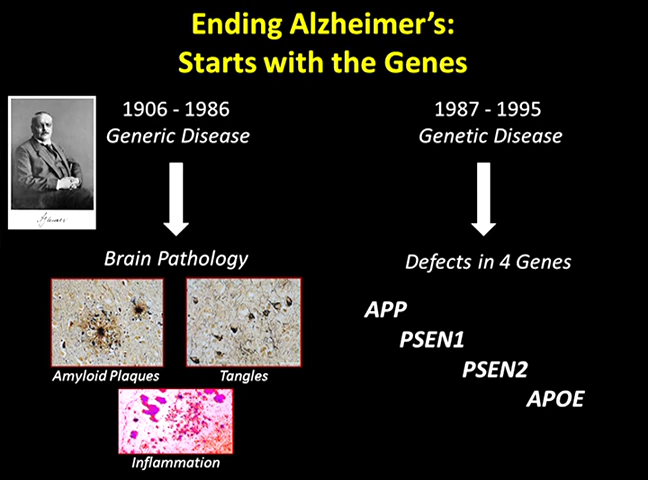 Ending Alzheimer's:
Starts with the Genes
1906 - 1986
Generic Disease
Brain Pathology
Amyloid Plaques
Tangles
Inflammation
1987 - 1995
Genetic Disease
Defects in 4 Genes
APP
PSEN1
PSEN2
APOE